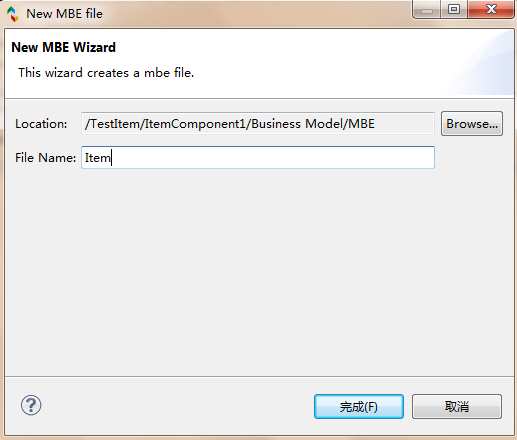 New MBE file
New MBE Wizard
This wizard creates a mbe file.
Location: /TestItem/ItemComponent1/Business Model/MBE Browse...
File Name: Item
? 完成(F) 取消